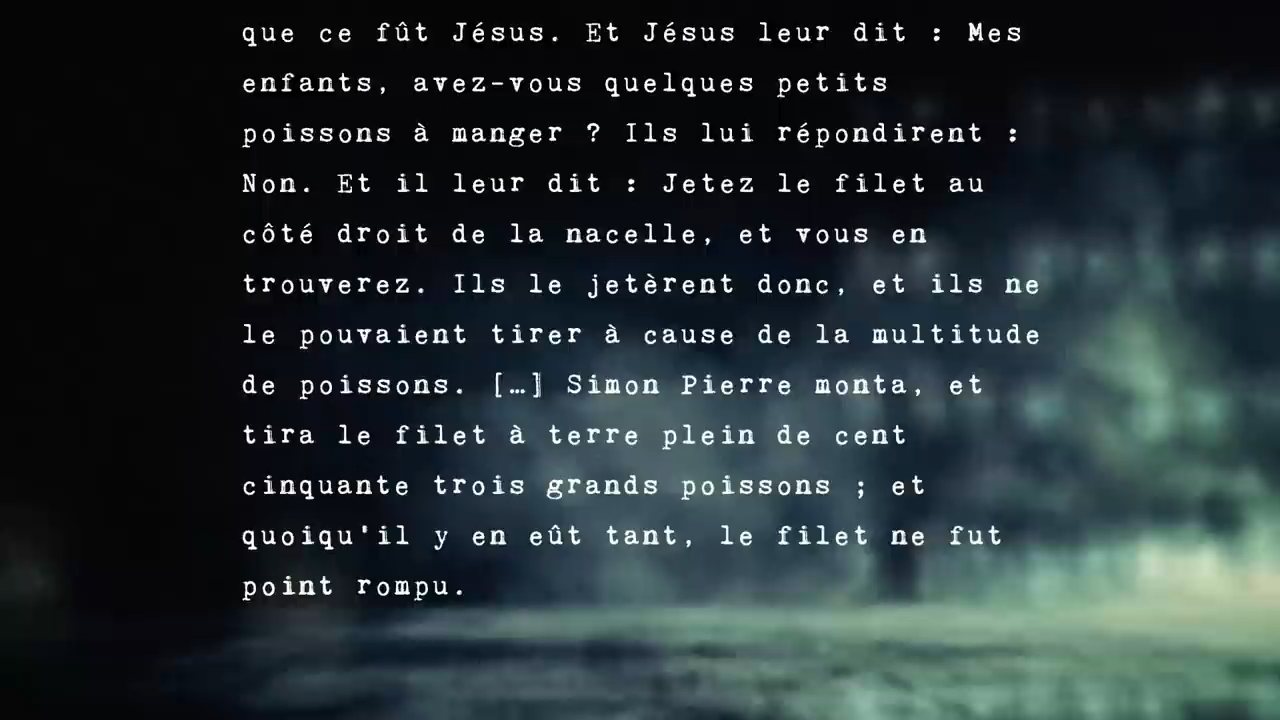 que ce fût Jésus. Et Jésus leur dit : Mes
enfants, avez-vous quelques petits
poissons à manger ? Ils lui répondirent :
Non. Et il leur dit : Jetez le filet au
côté droit de la nacelle, et vous en
trouverez. Ils le jetèrent donc, et ils ne
le pouvaient tirer à cause de la multitude
de poissons. […] Simon Pierre monta, et
tira le filet à terre plein de cent
cinquante trois grands poissons ; et
quoiqu'il y en eût tant, le filet ne fut
point rompu.